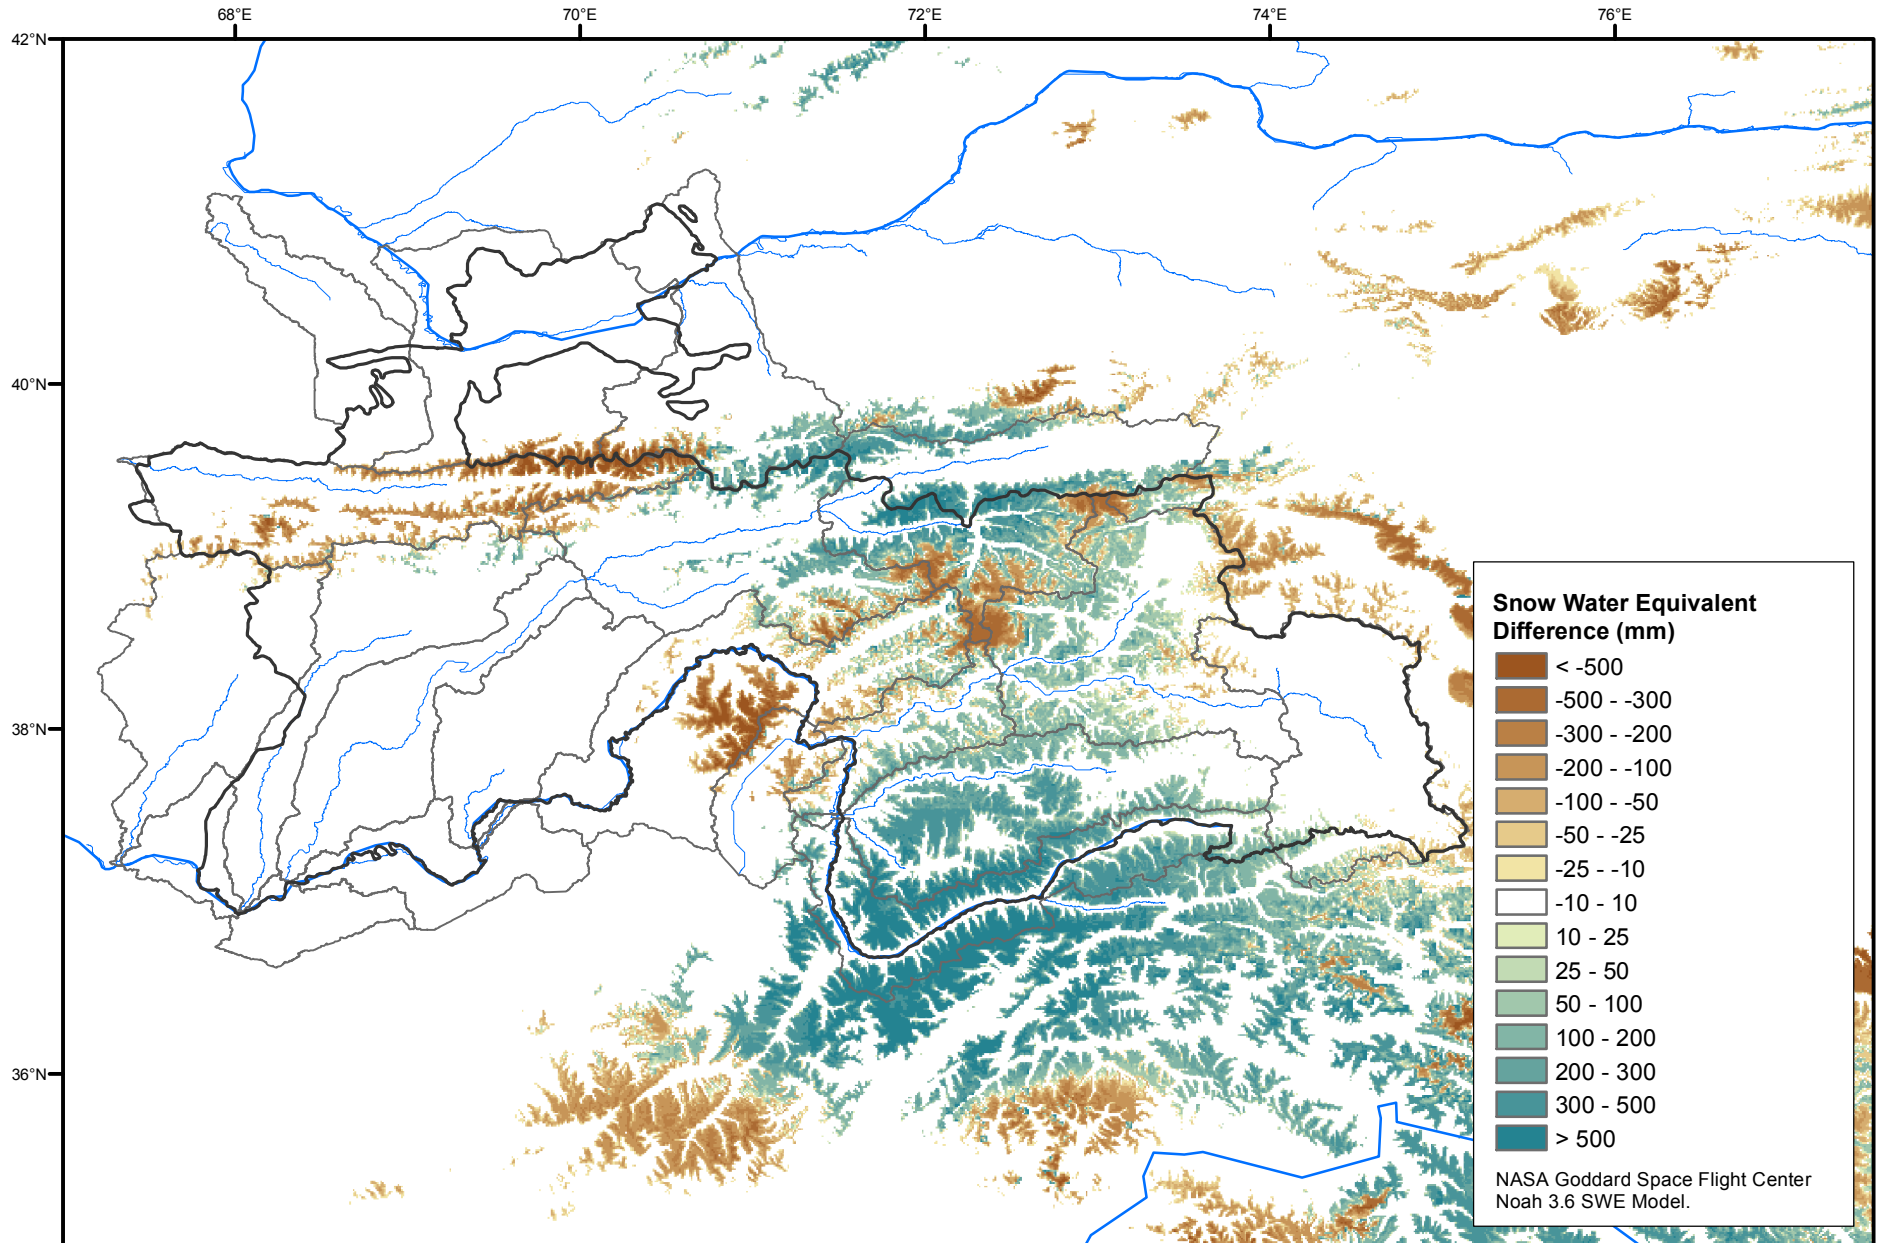 68°E 70°E 72°E 74°E 76°E
42°N
40°N
38°N
36°N
Snow Water Equivalent
Difference (mm)
< -500
-500 - -300
-300 - -200
-200 - -100
-100 - -50
-50 - -25
-25 - -10
-10 - 10
10 - 25
25 - 50
50 - 100
100 - 200
200 - 300
300 - 500
> 500
NASA Goddard Space Flight Center
Noah 3.6 SWE Model.